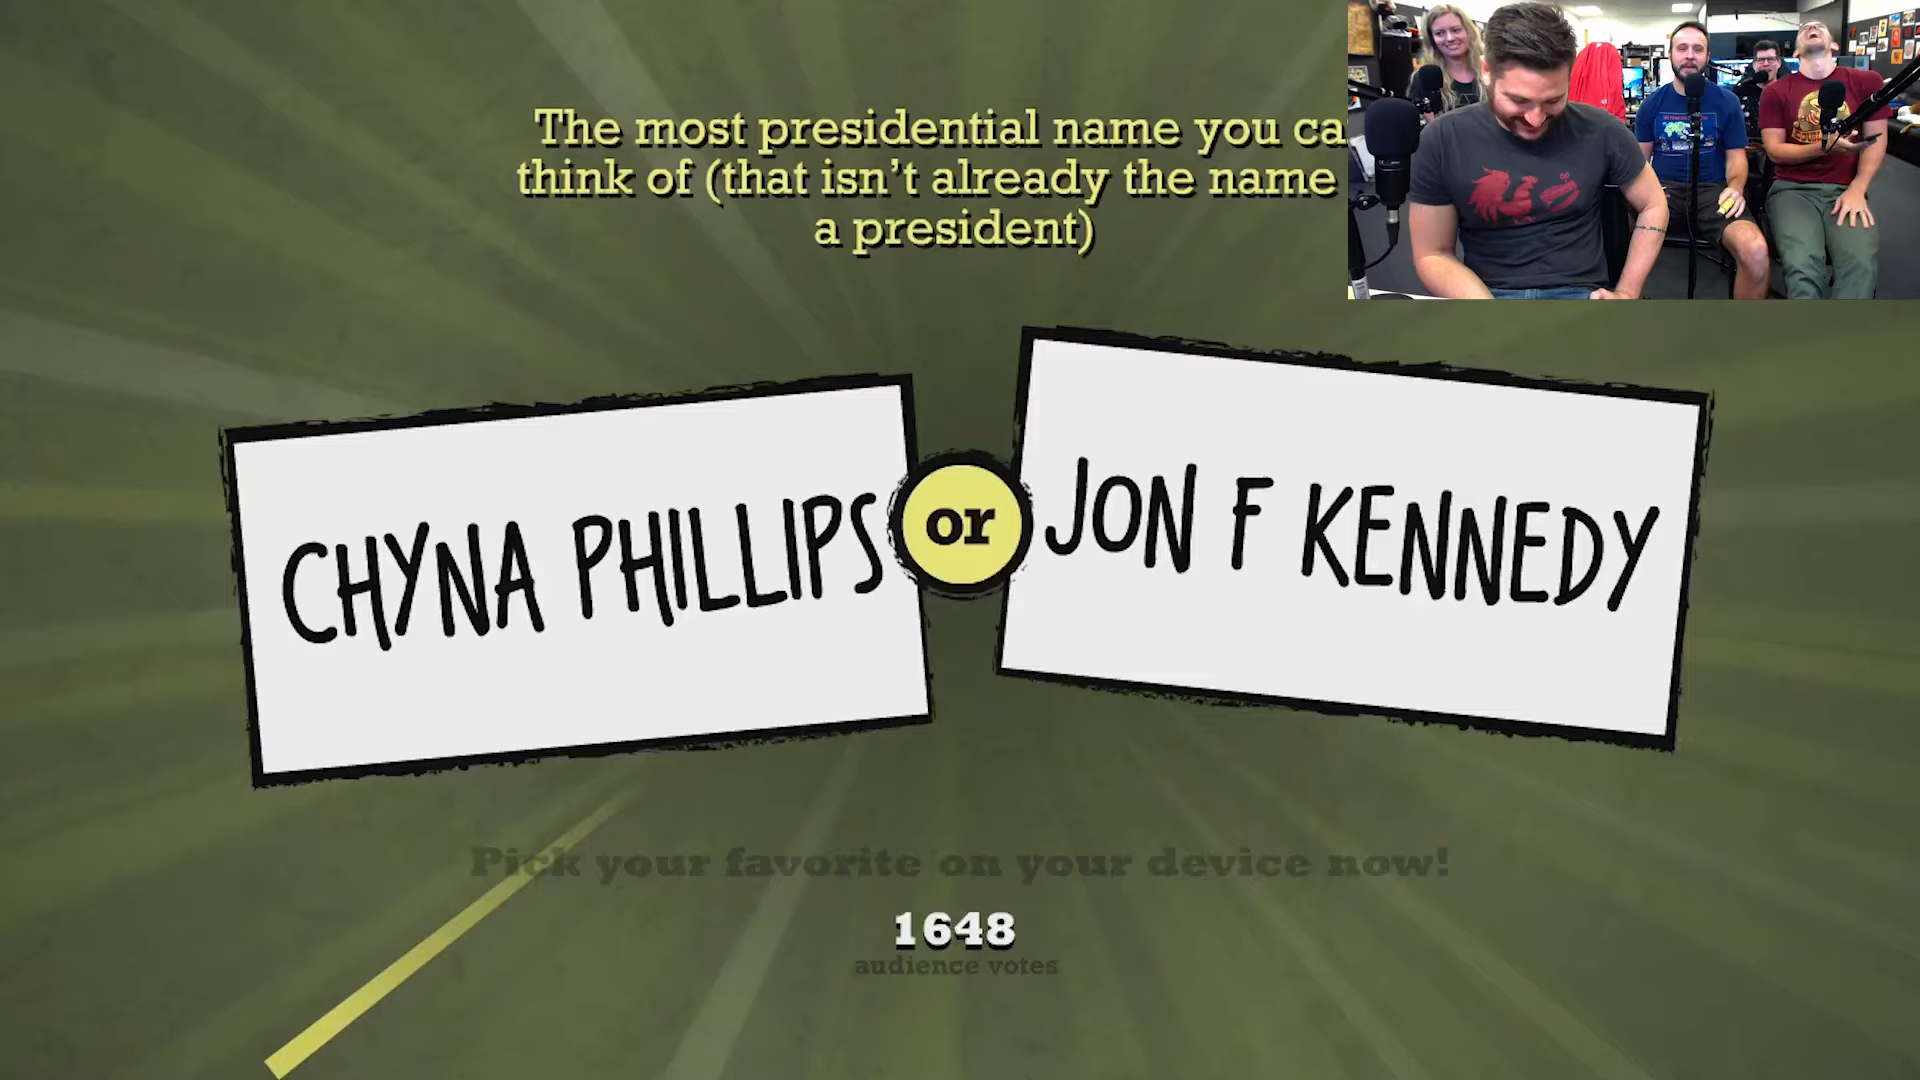 The most presidential name you ca
think of (that isn't already the name
a president)
CHYNA PHILLIPS
or
JON F KENNEDY
Pick your favorite on your device now!
1648
audience votes